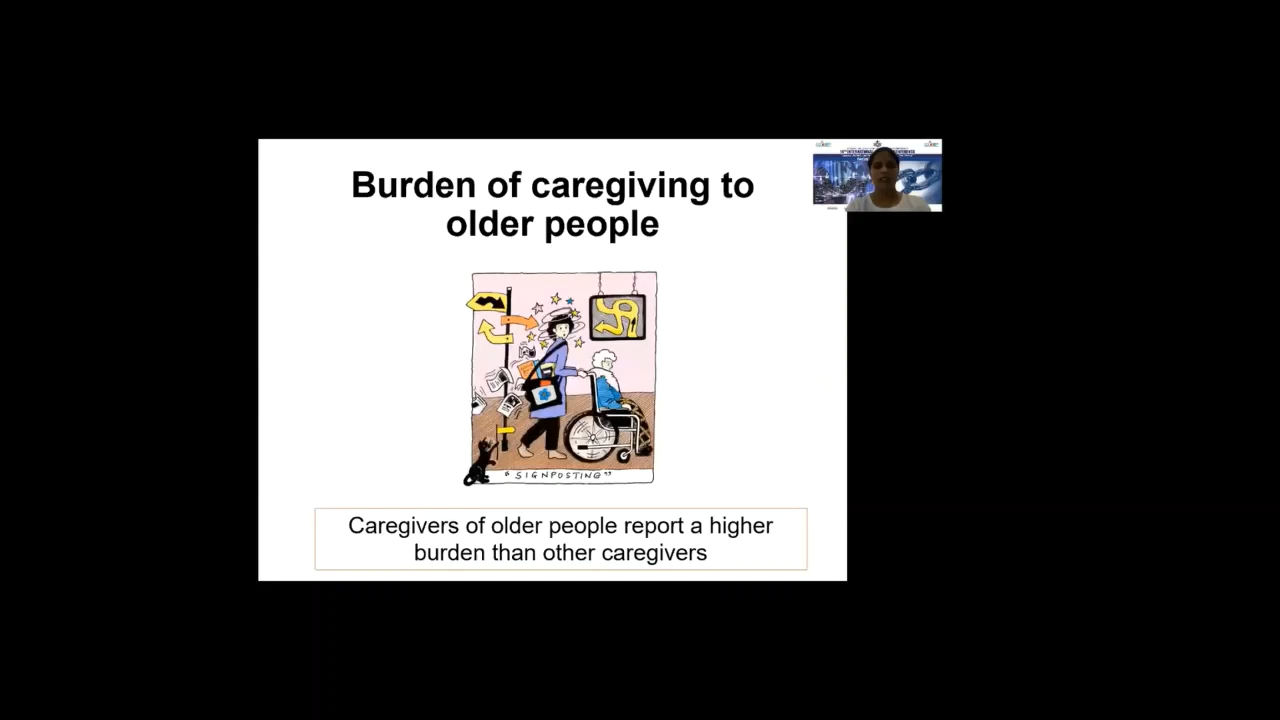 Burden of caregiving to
older people
"SIGNPOSTING"
Caregivers of older people report a higher
burden than other caregivers